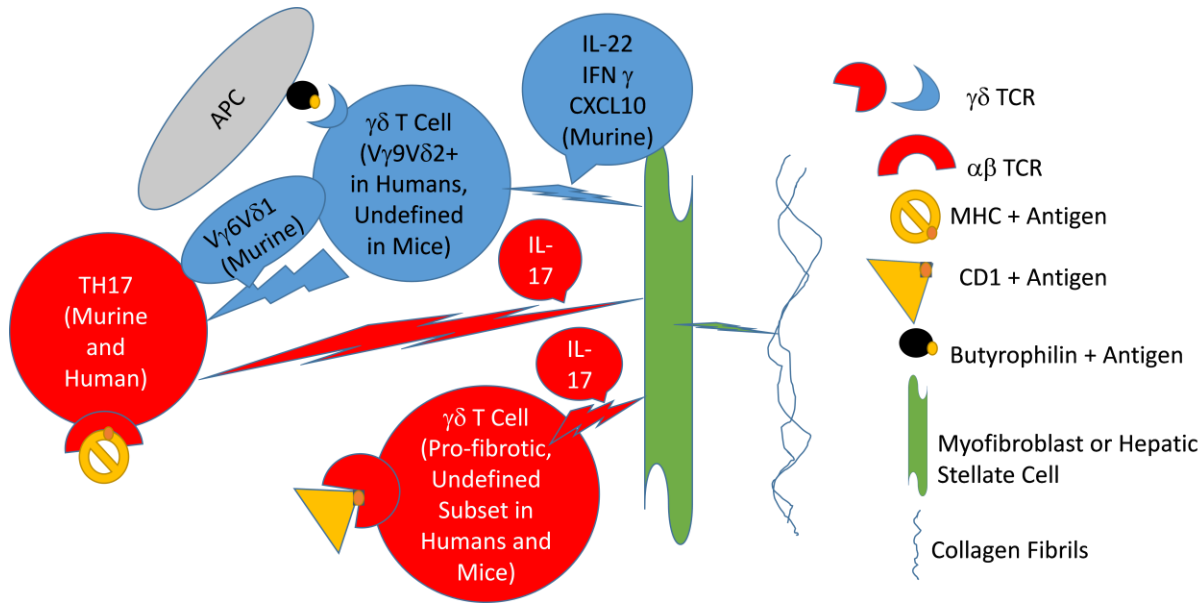 APC
γδ T Cell
(Vγ9Vδ2+
in Humans,
Undefined
in Mice)
IL-22
IFN γ
CXCL10
(Murine)
Vγ6Vδ1
(Murine)
TH17
(Murine
and
Human)
IL-
17
IL-
17
γδ T Cell
(Pro-fibrotic,
Undefined
Subset in
Humans and
Mice)
γδ TCR
αβ TCR
MHC + Antigen
CD1 + Antigen
Butyrophilin + Antigen
Myofibroblast or Hepatic
Stellate Cell
Collagen Fibrils